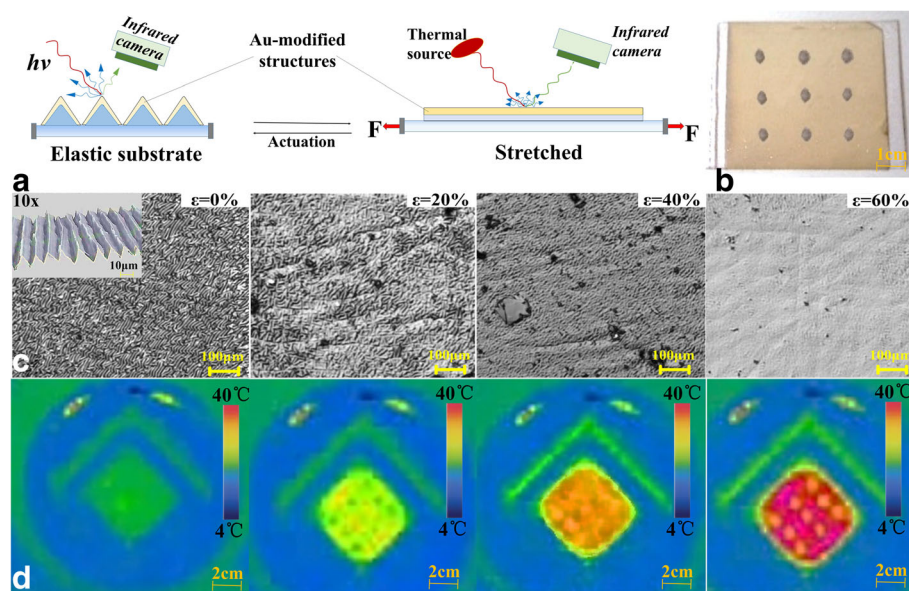 Infrared
camera
hν
Au-modified
structures
Thermal
source
Infrared
camera
F
F
Elastic substrate
Actuation
Stretched
1cm
a
b
10x
10μm
ε=0%
ε=20%
ε=40%
ε=60%
100μm
100μm
100μm
100μm
c
40℃
40℃
40℃
40℃
4℃
4℃
4℃
4℃
2cm
2cm
2cm
2cm
d